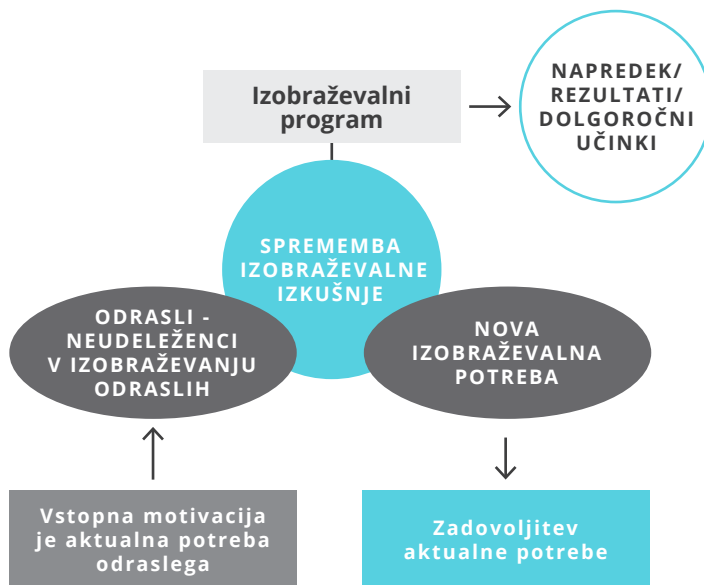 Izobraževalni
program
NAPREDEK/
REZULTATI/
DOLGOROČNI
UČINKI
SPREMEMBA
IZOBRAŽEVALNE
IZKUŠNJE
ODRASLI -
NEUDELEŽENCI
V IZOBRAŽEVANJU
ODRASLIH
NOVA
IZOBRAŽEVALNA
POTREBA
Vstopna motivacija
je aktualna potreba
odraslega
Zadovoljitev
aktualne potrebe